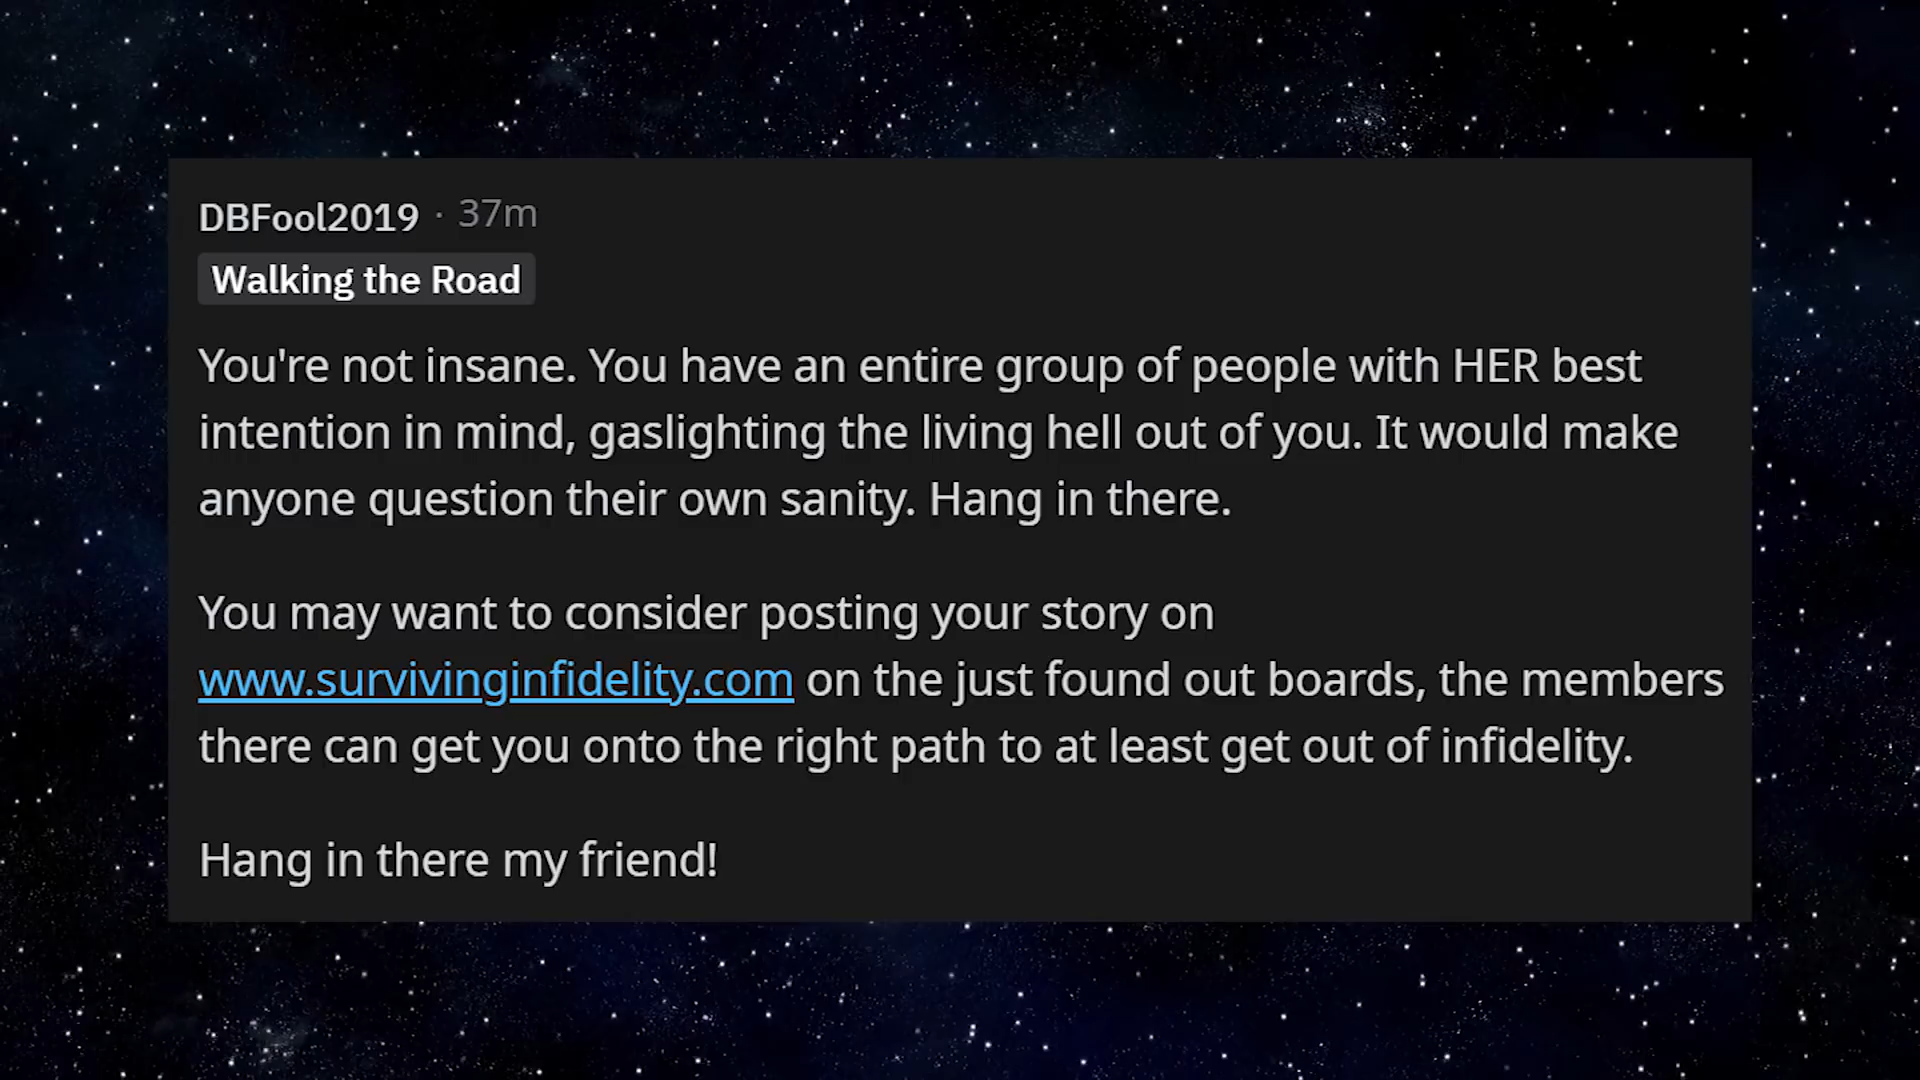 DBFool2019 · 37m
Walking the Road
You're not insane. You have an entire group of people with HER best
intention in mind, gaslighting the living hell out of you. It would make
anyone question their own sanity. Hang in there.
You may want to consider posting your story on
www.survivinginfidelity.com on the just found out boards, the members
there can get you onto the right path to at least get out of infidelity.
Hang in there my friend!